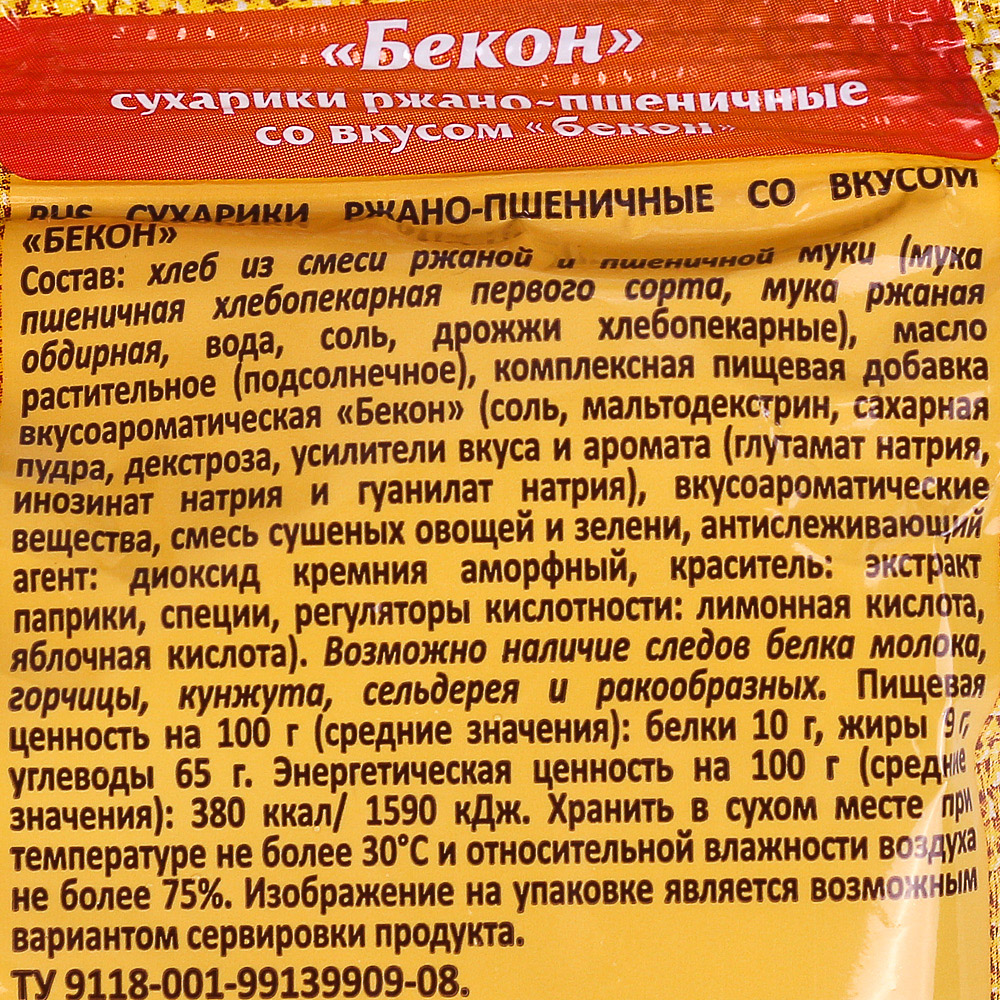 «Бекон»
сухарики ржано-пшеничные
со вкусом «бекон»
RUS СУХАРИКИ РЖАНО-ПШЕНИЧНЫЕ СО ВКУСОМ
«БЕКОН»
Состав: хлеб из смеси ржаной и пшеничной муки (мука
пшеничная хлебопекарная первого сорта, мука ржаная
обдирная, вода, соль, дрожжи хлебопекарные), масло
растительное (подсолнечное), комплексная пищевая добавка
вкусоароматическая «Бекон» (соль, мальтодекстрин, сахарная
пудра, декстроза, усилители вкуса и аромата (глутамат натрия,
инозинат натрия и гуанилат натрия), вкусоароматические
вещества, смесь сушеных овощей и зелени, антислеживающий
агент: диоксид кремния аморфный, краситель: экстракт
паприки, специи, регуляторы кислотности: лимонная кислота,
яблочная кислота). Возможно наличие следов белка молока,
горчицы, кунжута, сельдерея и ракообразных. Пищевая
ценность на 100 г (средние значения): белки 10 г, жиры 9 г,
углеводы 65 г. Энергетическая ценность на 100 г (средние
значения): 380 ккал/ 1590 кДж. Хранить в сухом месте при
температуре не более 30°С и относительной влажности воздуха
не более 75%. Изображение на упаковке является возможным
вариантом сервировки продукта.
ТУ 9118-001-99139909-08.